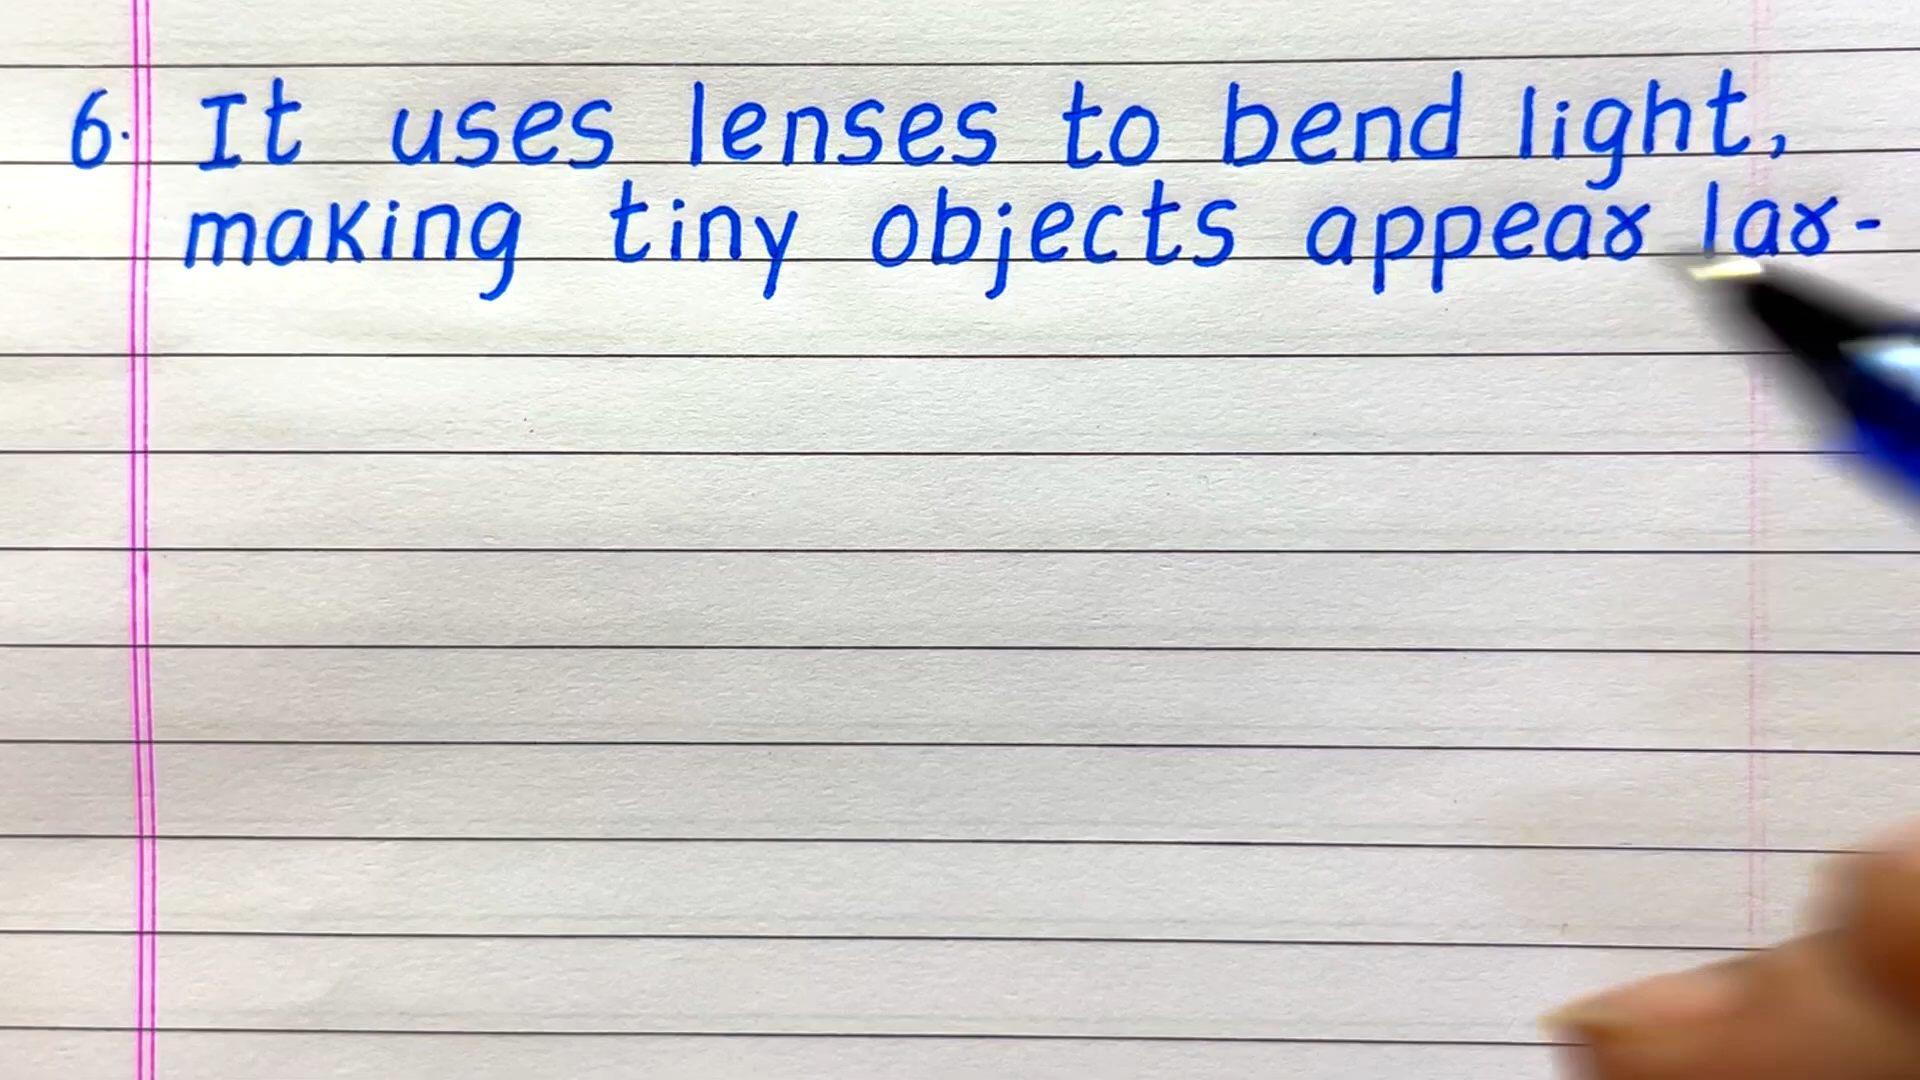 6. It uses lenses to bend light,
making tiny objects appear lar-